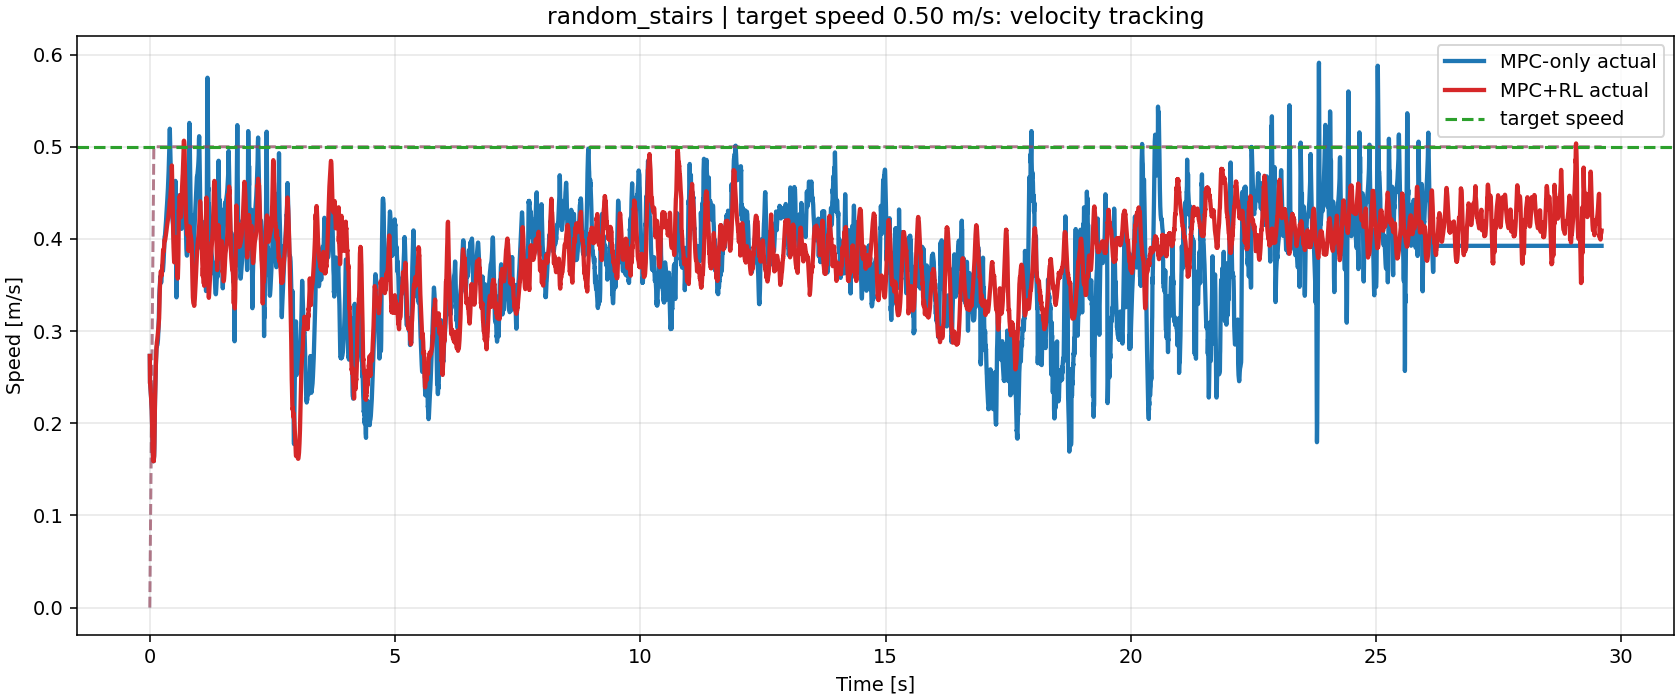 random_stairs | target speed 0.50 m/s: velocity tracking
MPC-only actual
MPC+RL actual
target speed
Speed [m/s]
0.6
0.5
0.4
0.3
0.2
0.1
0.0
0 5 10 15 20 25 30
Time [s]